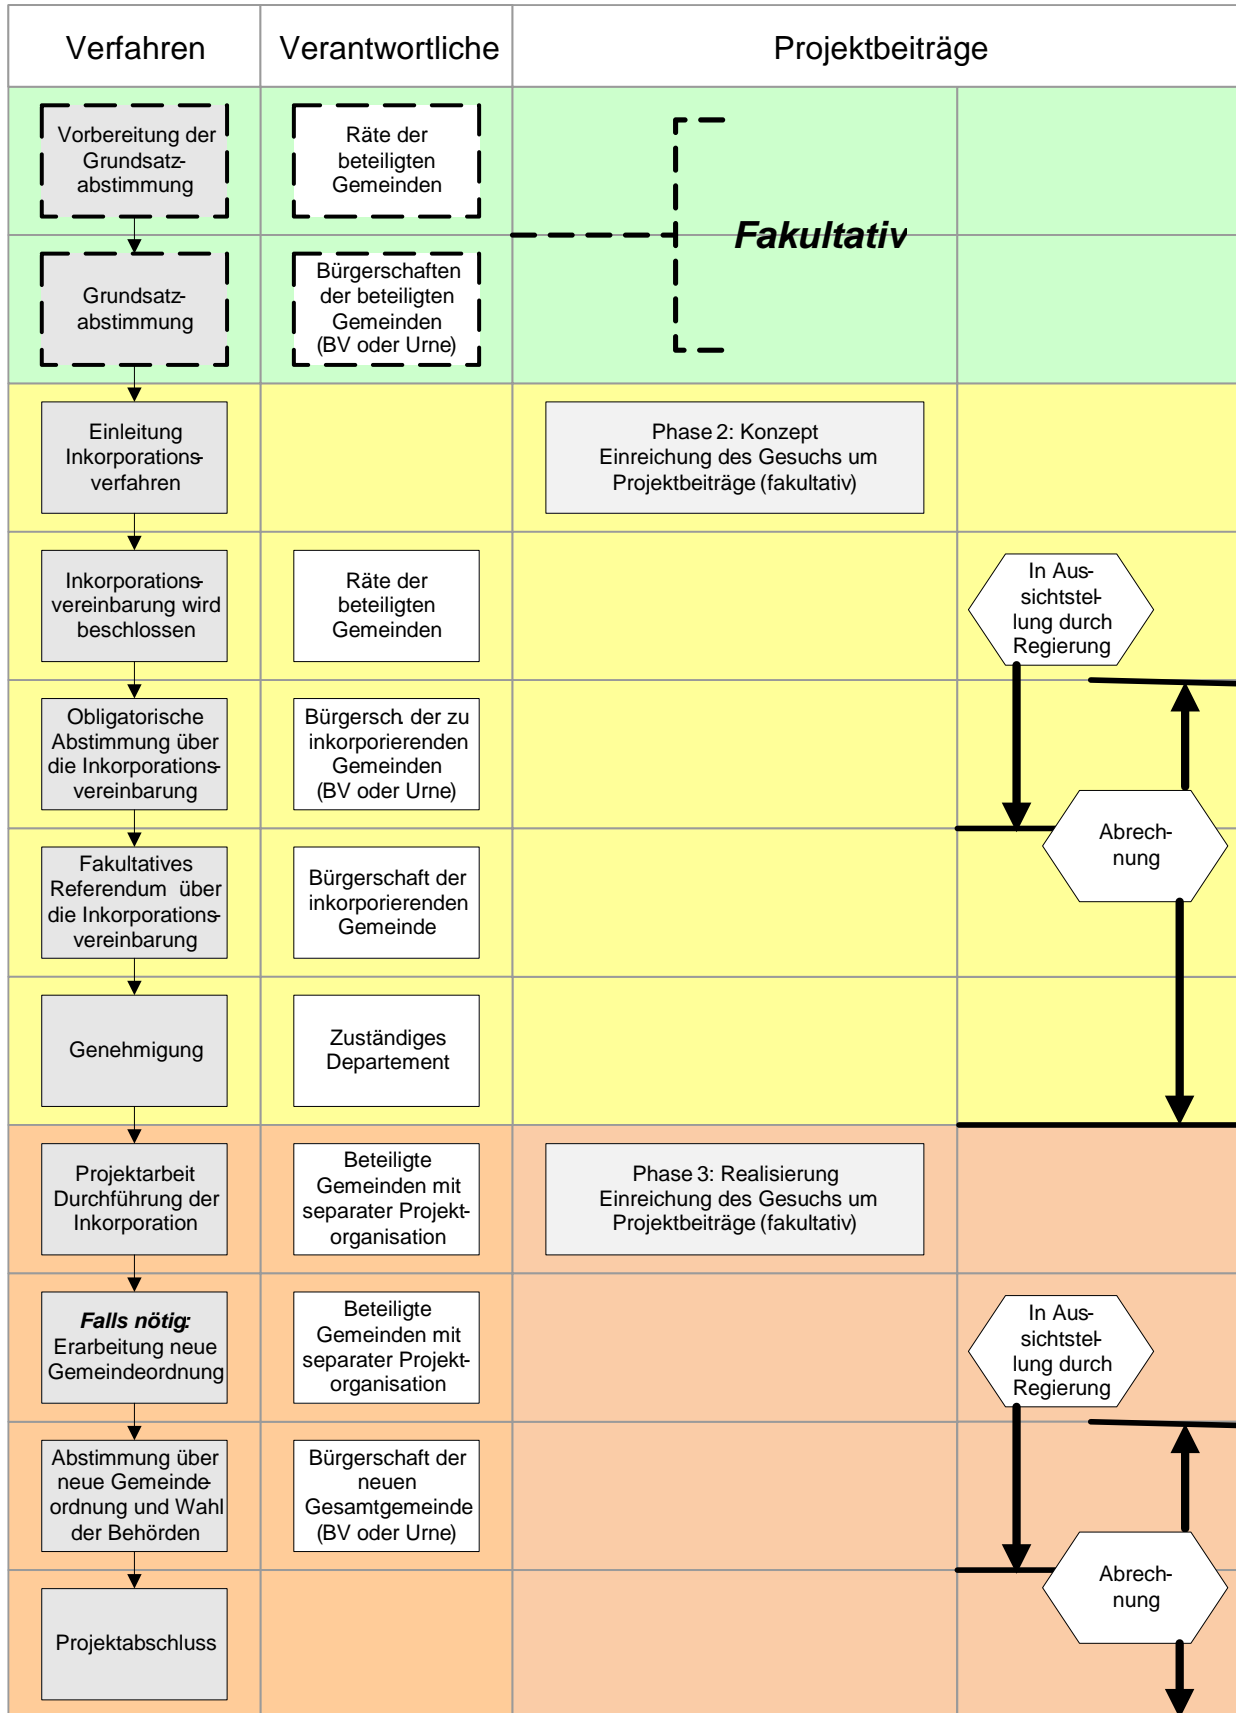 Verfahren
Verantwortliche
Projektbeiträge
Vorbereitung der
Grundsatz-
abstimmung
Räte der
beteiligten
Gemeinden
Fakultativ
Grundsatz-
abstimmung
Bürgerschaften
der beteiligten
Gemeinden
(BV oder Urne)
Einleitung
Inkorporations-
verfahren
Phase 2: Konzept
Einreichung des Gesuchs um
Projektbeiträge (fakultativ)
Inkorporations-
vereinbarung wird
beschlossen
Räte der
beteiligten
Gemeinden
In Aus-
sichtstel-
lung durch
Regierung
Obligatorische
Abstimmung über
die Inkorporations-
vereinbarung
Bürgersch. der zu
inkorporierenden
Gemeinden
(BV oder Urne)
Abrech-
nung
Fakultatives
Referendum über
die Inkorporations-
vereinbarung
Bürgerschaft der
inkorporierenden
Gemeinde
Genehmigung
Zuständiges
Departement
Projektarbeit
Durchführung der
Inkorporation
Beteiligte
Gemeinden mit
separater Projekt-
organisation
Phase 3: Realisierung
Einreichung des Gesuchs um
Projektbeiträge (fakultativ)
Falls nötig:
Erarbeitung neue
Gemeindeordnung
Beteiligte
Gemeinden mit
separater Projekt-
organisation
In Aus-
sichtstel-
lung durch
Regierung
Abstimmung über
neue Gemeinde-
ordnung und Wahl
der Behörden
Bürgerschaft der
neuen
Gesamtgemeinde
(BV oder Urne)
Abrech-
nung
Projektabschluss